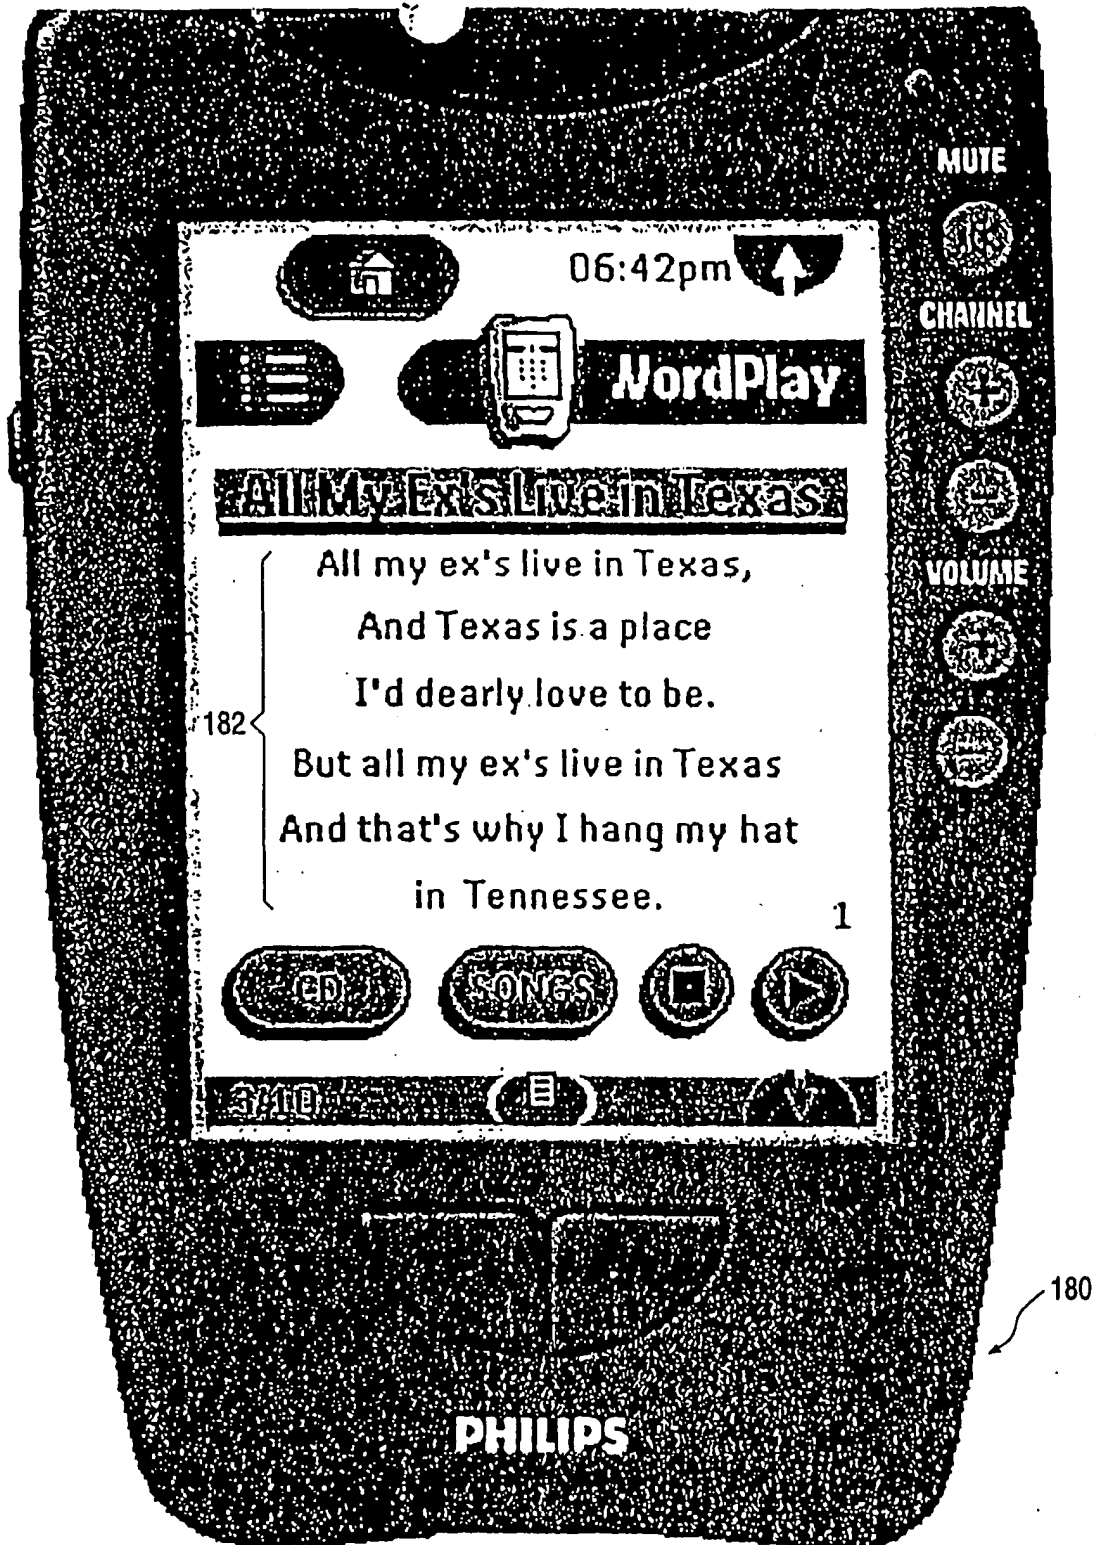 MUTE
06:42pm
CHANNEL
WordPlay
All My Ex's Live in Texas
All my ex's live in Texas,
And Texas is a place
I'd dearly love to be.
VOLUME
182
But all my ex's live in Texas
And that's why I hang my hat
in Tennessee.
1
CD
SONGS
3/10
180
PHILIPS